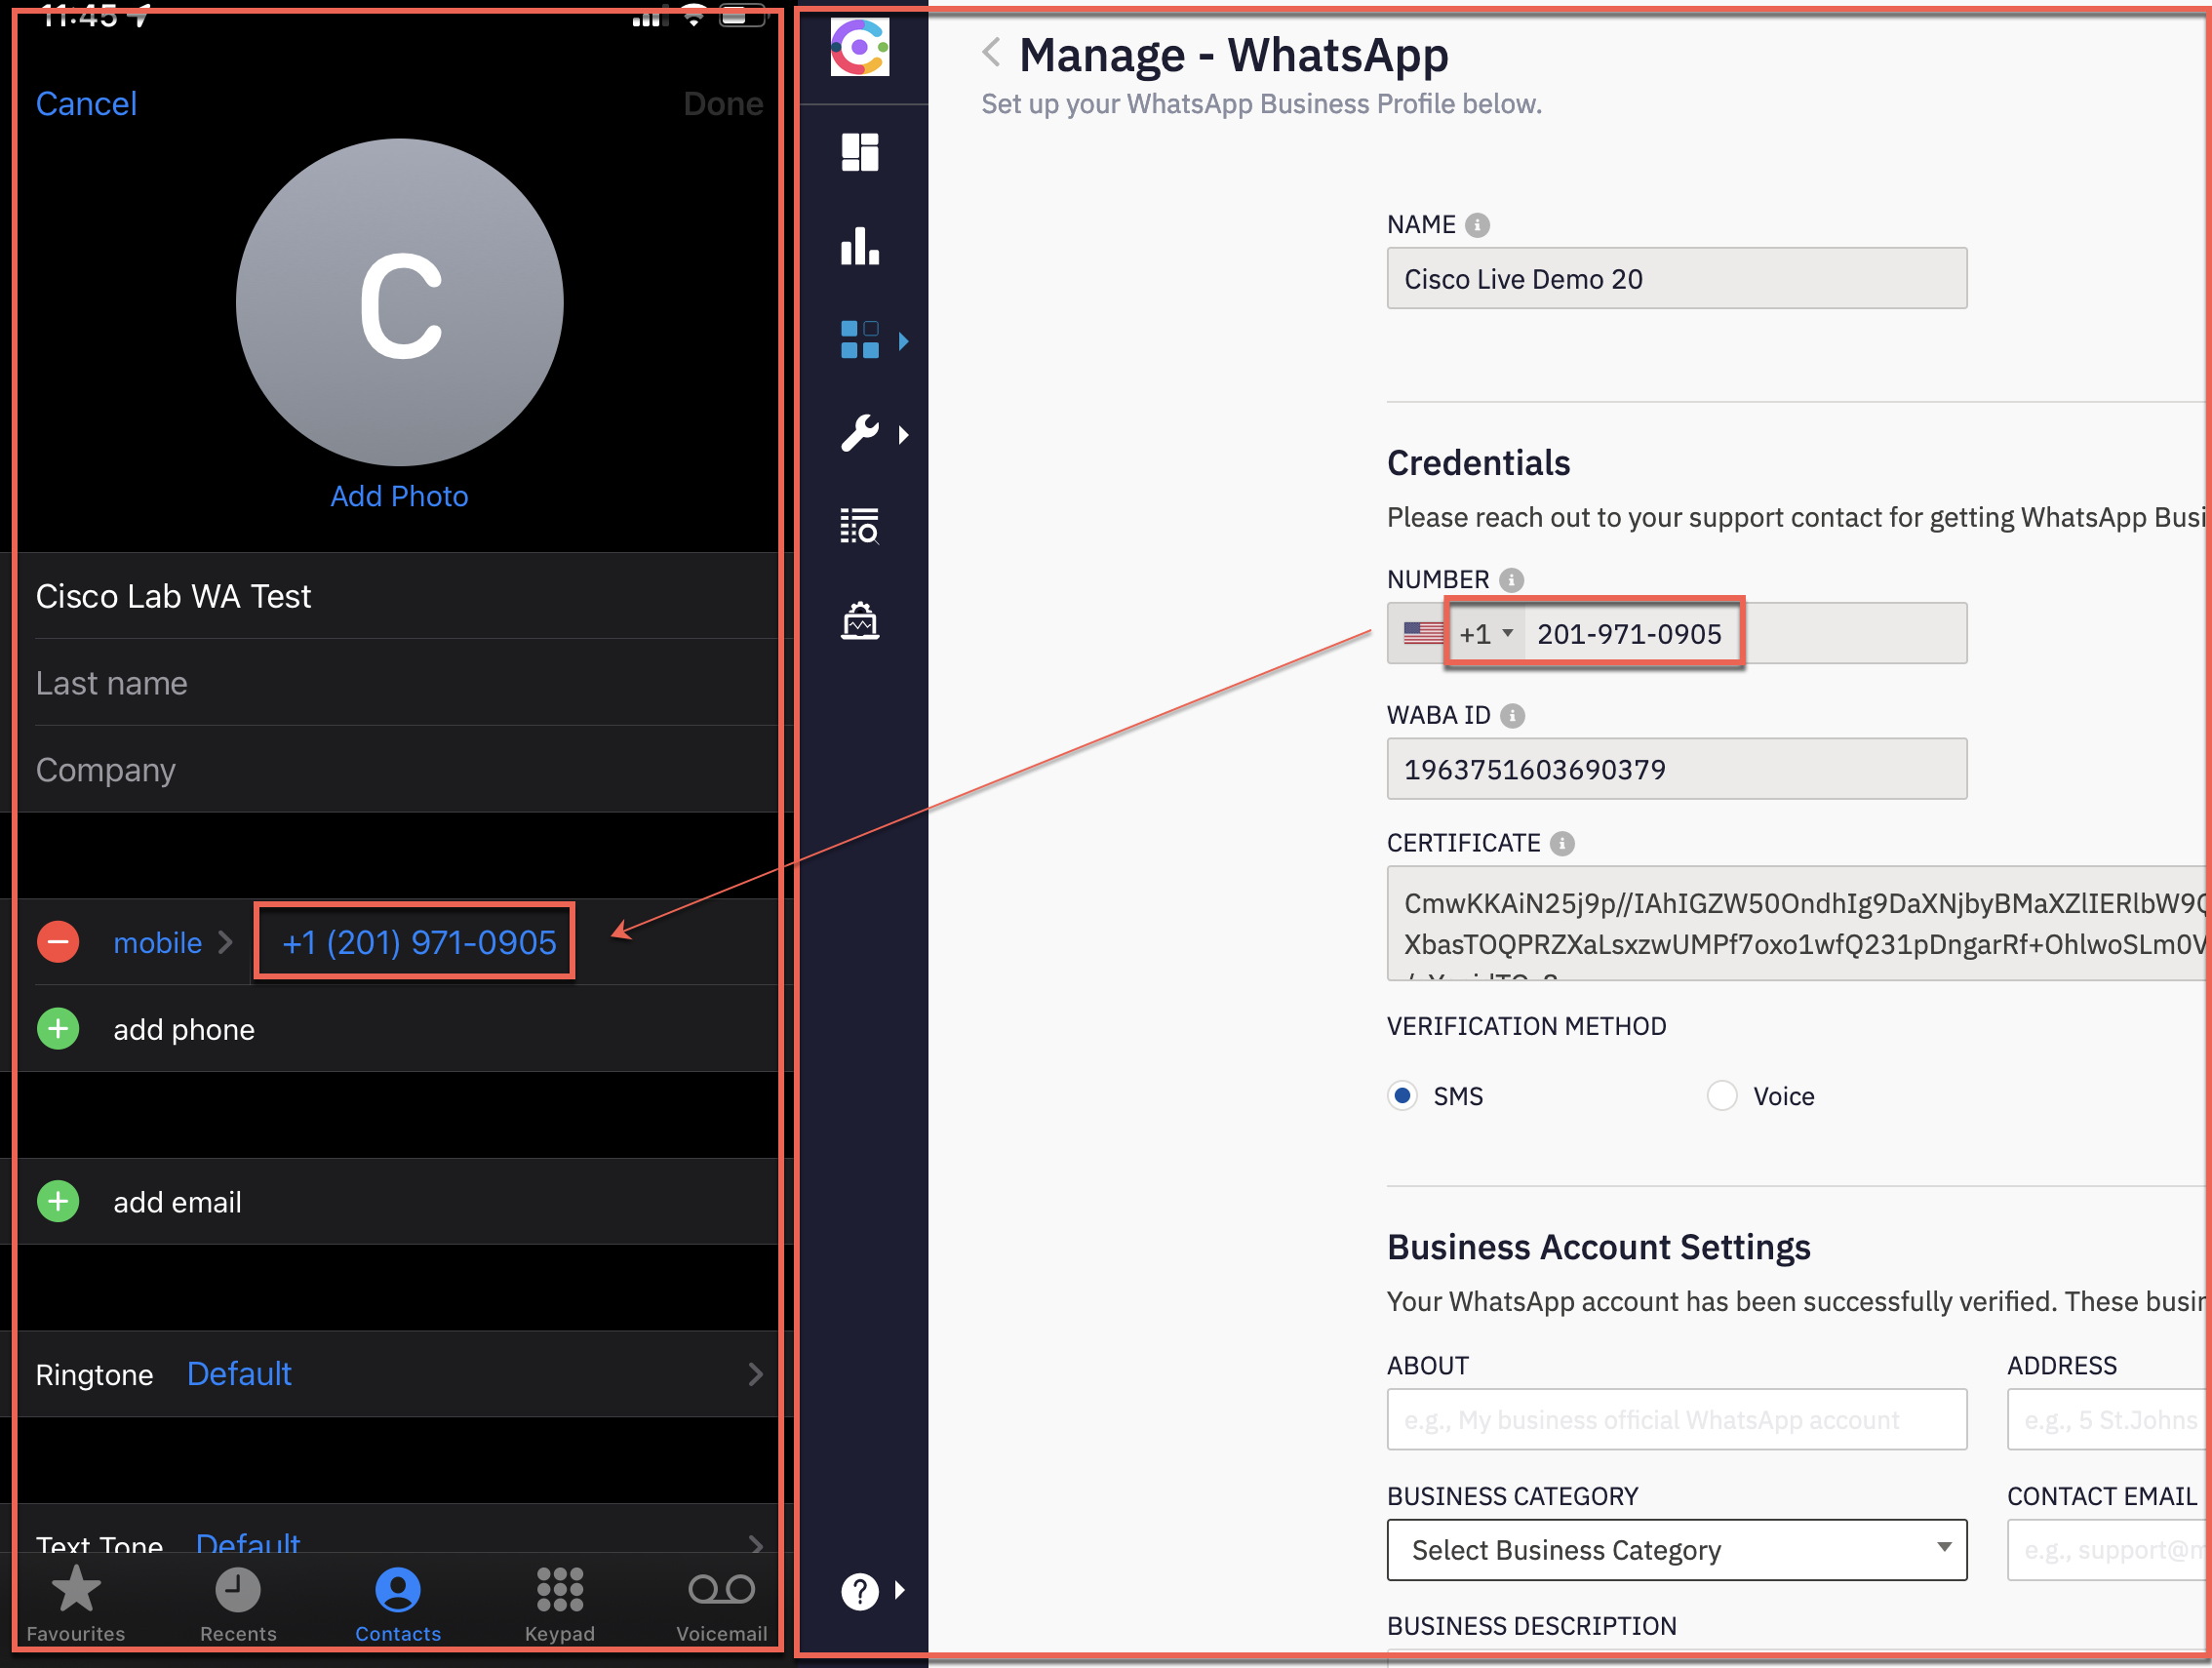 11:45
Cancel
Done
C
Add Photo
Cisco Lab WA Test
Last name
Company
mobile
+1 (201) 971-0905
add phone
add email
Ringtone Default
Text Tone Default
Favourites
Recents
Contacts
Keypad
Voicemail
Manage - WhatsApp
Set up your WhatsApp Business Profile below.
NAME
Cisco Live Demo 20
Credentials
Please reach out to your support contact for getting WhatsApp Busi
NUMBER
+1 201-971-0905
WABA ID
1963751603690379
CERTIFICATE
CmwKKAiN25j9p//IAhIGZW50OndhIg9DaXNjbyBMaXZlIERlbW9Q
XbasTOQPRZXaLsxzwUMPf7oxo1wfQ231pDngarRf+OhlwoSLm0V
VERIFICATION METHOD
SMS
Voice
Business Account Settings
Your WhatsApp account has been successfully verified. These busin
ABOUT
e.g., My business official WhatsApp account
ADDRESS
e.g., 5 St.Johns
BUSINESS CATEGORY
Select Business Category
CONTACT EMAIL
e.g., support@m
BUSINESS DESCRIPTION